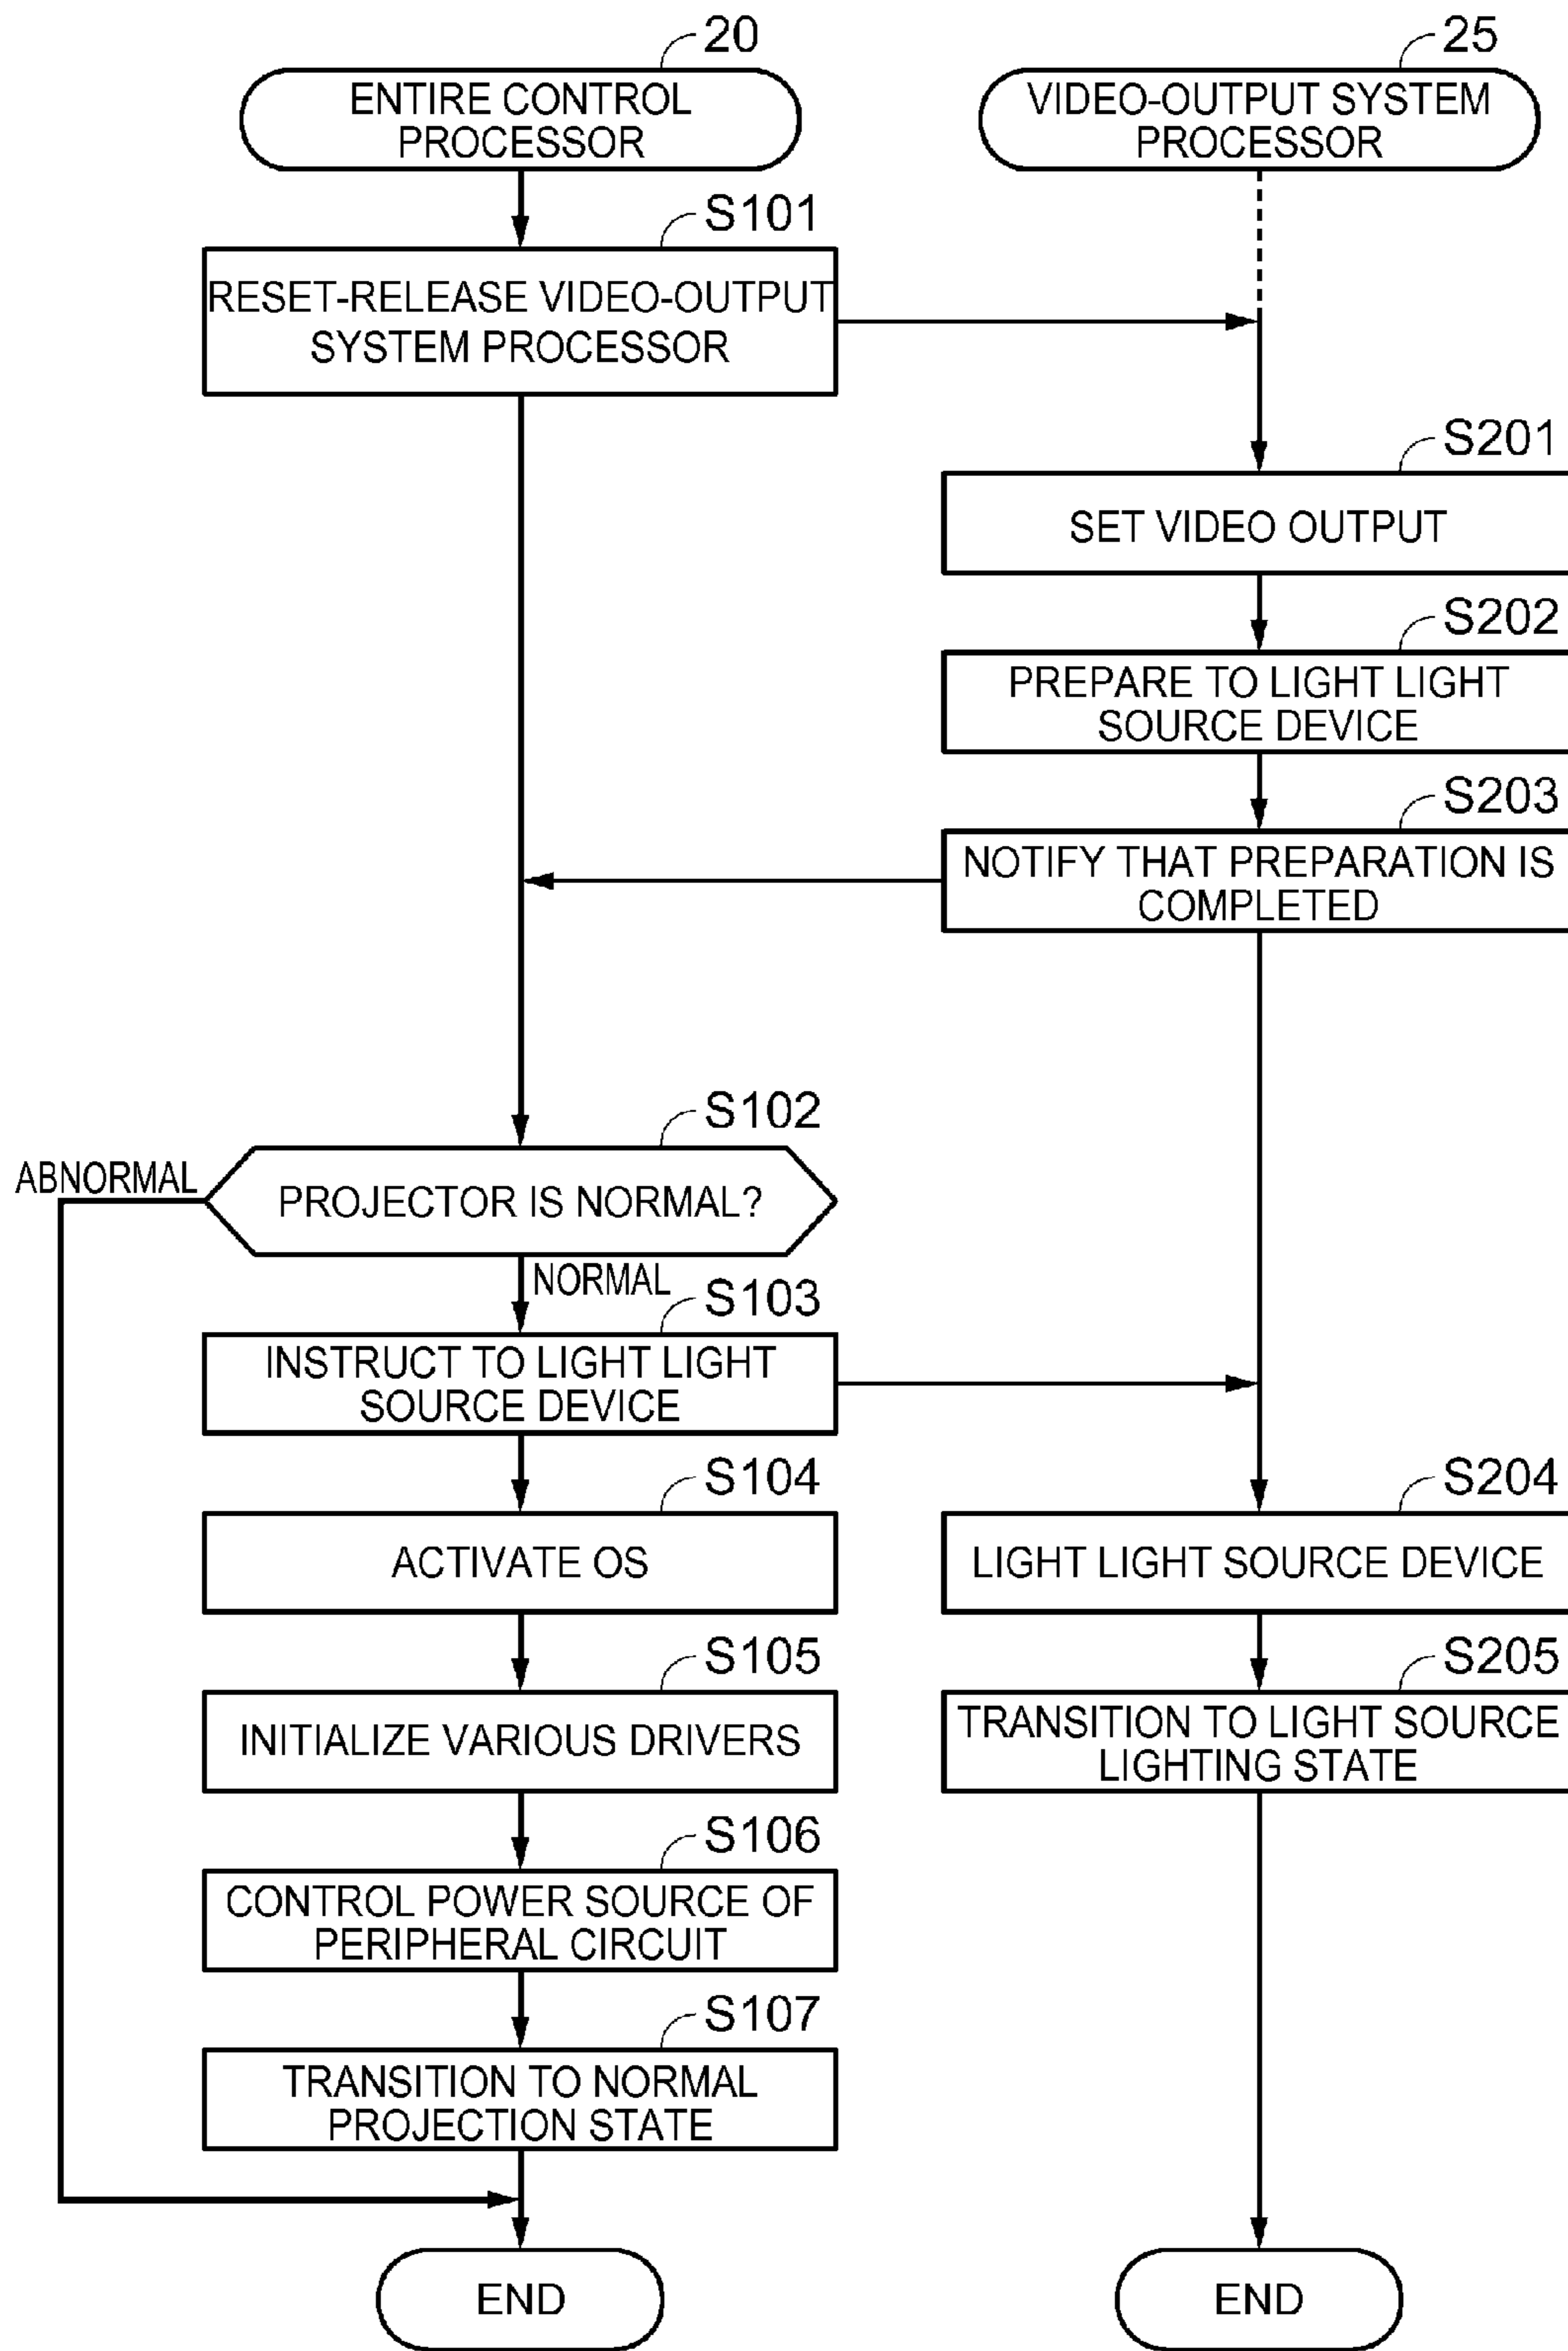 20
ENTIRE CONTROL
PROCESSOR
25
VIDEO-OUTPUT SYSTEM
PROCESSOR
S101
RESET-RELEASE VIDEO-OUTPUT
SYSTEM PROCESSOR
S201
SET VIDEO OUTPUT
S202
PREPARE TO LIGHT LIGHT
SOURCE DEVICE
S203
NOTIFY THAT PREPARATION IS
COMPLETED
S102
ABNORMAL
PROJECTOR IS NORMAL?
NORMAL
S103
INSTRUCT TO LIGHT LIGHT
SOURCE DEVICE
S104
ACTIVATE OS
S204
LIGHT LIGHT SOURCE DEVICE
S105
INITIALIZE VARIOUS DRIVERS
S205
TRANSITION TO LIGHT SOURCE
LIGHTING STATE
S106
CONTROL POWER SOURCE OF
PERIPHERAL CIRCUIT
S107
TRANSITION TO NORMAL
PROJECTION STATE
END
END